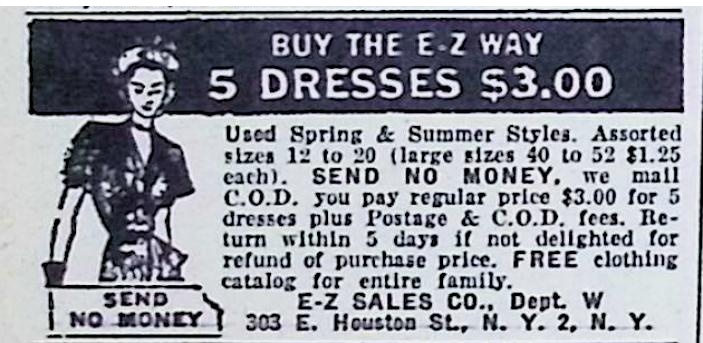 BUY THE E-Z WAY
5 DRESSES $3.00
Used Spring & Summer Styles. Assorted
sizes 12 to 20 (large sizes 40 to 52 $1.25
each). SEND NO MONEY, we mail
C.O.D. you pay regular price $3.00 for 5
dresses plus Postage & C.O.D. fees. Re-
turn within 5 days if not delighted for
refund of purchase price. FREE clothing
catalog for entire family.
E-Z SALES CO., Dept. W
303 E. Houston St., N. Y. 2, N. Y.
SEND
NO MONEY